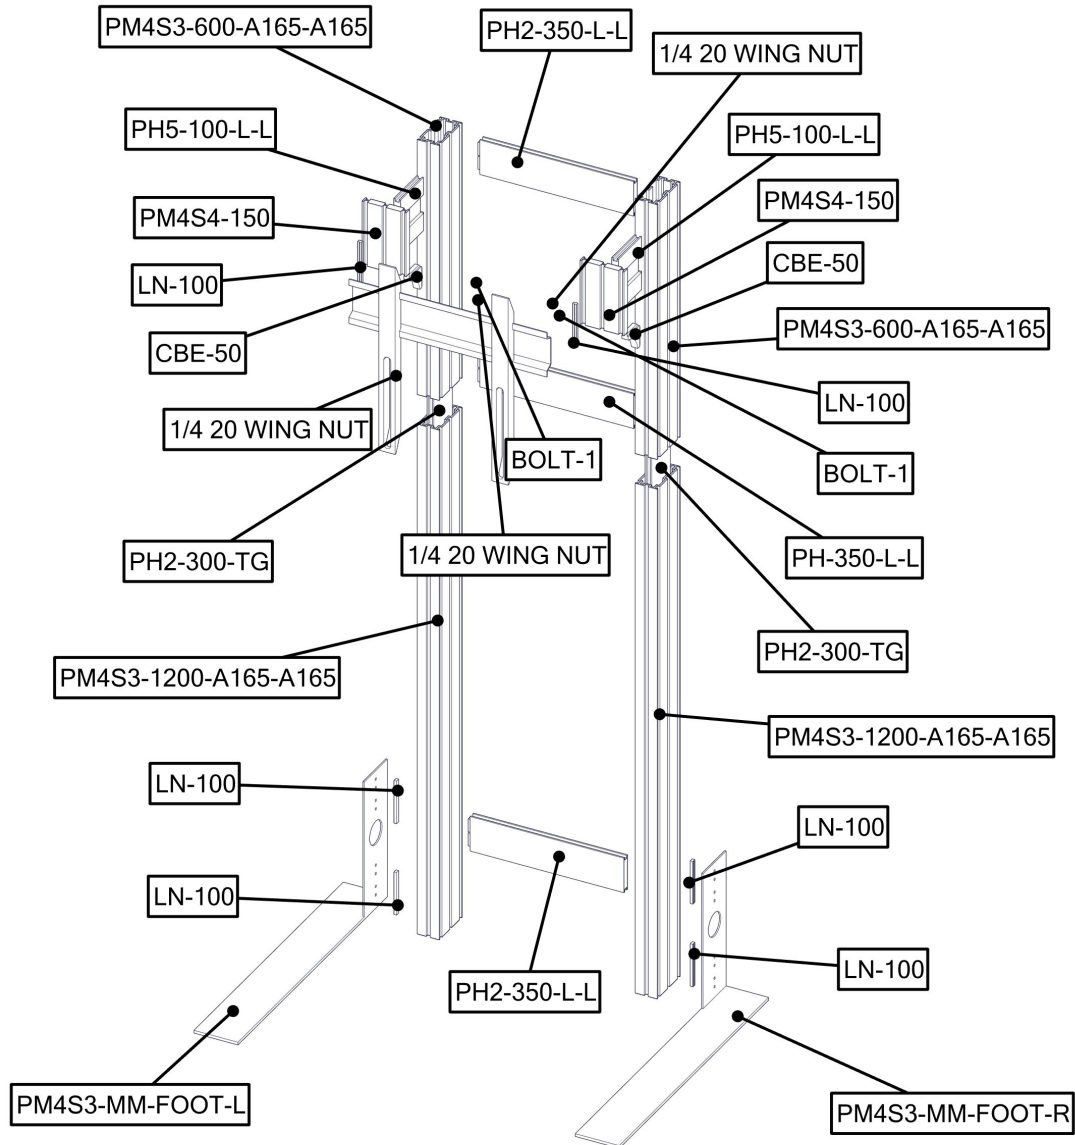 PM4S3-600-A165-A165
PH2-350-L-L
1/4 20 WING NUT
PH5-100-L-L
PH5-100-L-L
PM4S4-150
PM4S4-150
LN-100
CBE-50
PM4S3-600-A165-A165
CBE-50
LN-100
1/4 20 WING NUT
BOLT-1
BOLT-1
1/4 20 WING NUT
PH2-300-TG
PH-350-L-L
PH2-300-TG
PM4S3-1200-A165-A165
PM4S3-1200-A165-A165
LN-100
LN-100
LN-100
LN-100
PH2-350-L-L
PM4S3-MM-FOOT-L
PM4S3-MM-FOOT-R